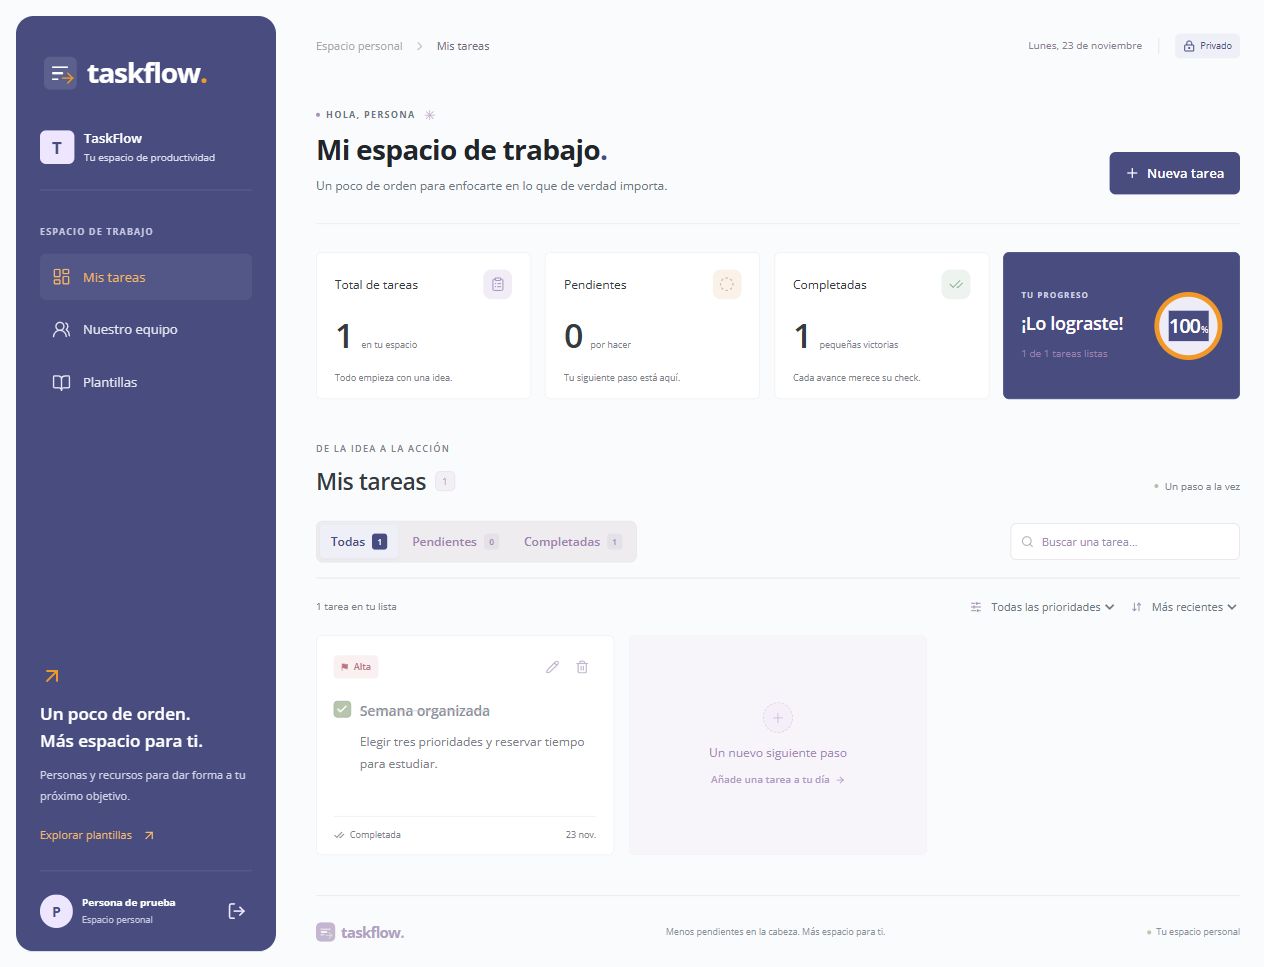 taskflow.
T
TaskFlow
Tu espacio de productividad
ESPACIO DE TRABAJO
Mis tareas
Nuestro equipo
Plantillas
Un poco de orden.
Más espacio para ti.
Personas y recursos para dar forma a tu
próximo objetivo.
Explorar plantillas
P
Persona de prueba
Espacio personal
Espacio personal
Mis tareas
Lunes, 23 de noviembre
Privado
HOLA, PERSONA
Mi espacio de trabajo.
Un poco de orden para enfocarte en lo que de verdad importa.
Nueva tarea
Total de tareas
1 en tu espacio
Todo empieza con una idea.
Pendientes
0 por hacer
Tu siguiente paso está aquí.
Completadas
1 pequeñas victorias
Cada avance merece su check.
TU PROGRESO
¡Lo lograste!
1 de 1 tareas listas
100%
DE LA IDEA A LA ACCIÓN
Mis tareas 1
Un paso a la vez
Todas 1
Pendientes 0
Completadas 1
Buscar una tarea...
1 tarea en tu lista
Todas las prioridades
Más recientes
Alta
Semana organizada
Elegir tres prioridades y reservar tiempo
para estudiar.
Completada
23 nov.
Un nuevo siguiente paso
Añade una tarea a tu día
taskflow.
Menos pendientes en la cabeza. Más espacio para ti.
Tu espacio personal